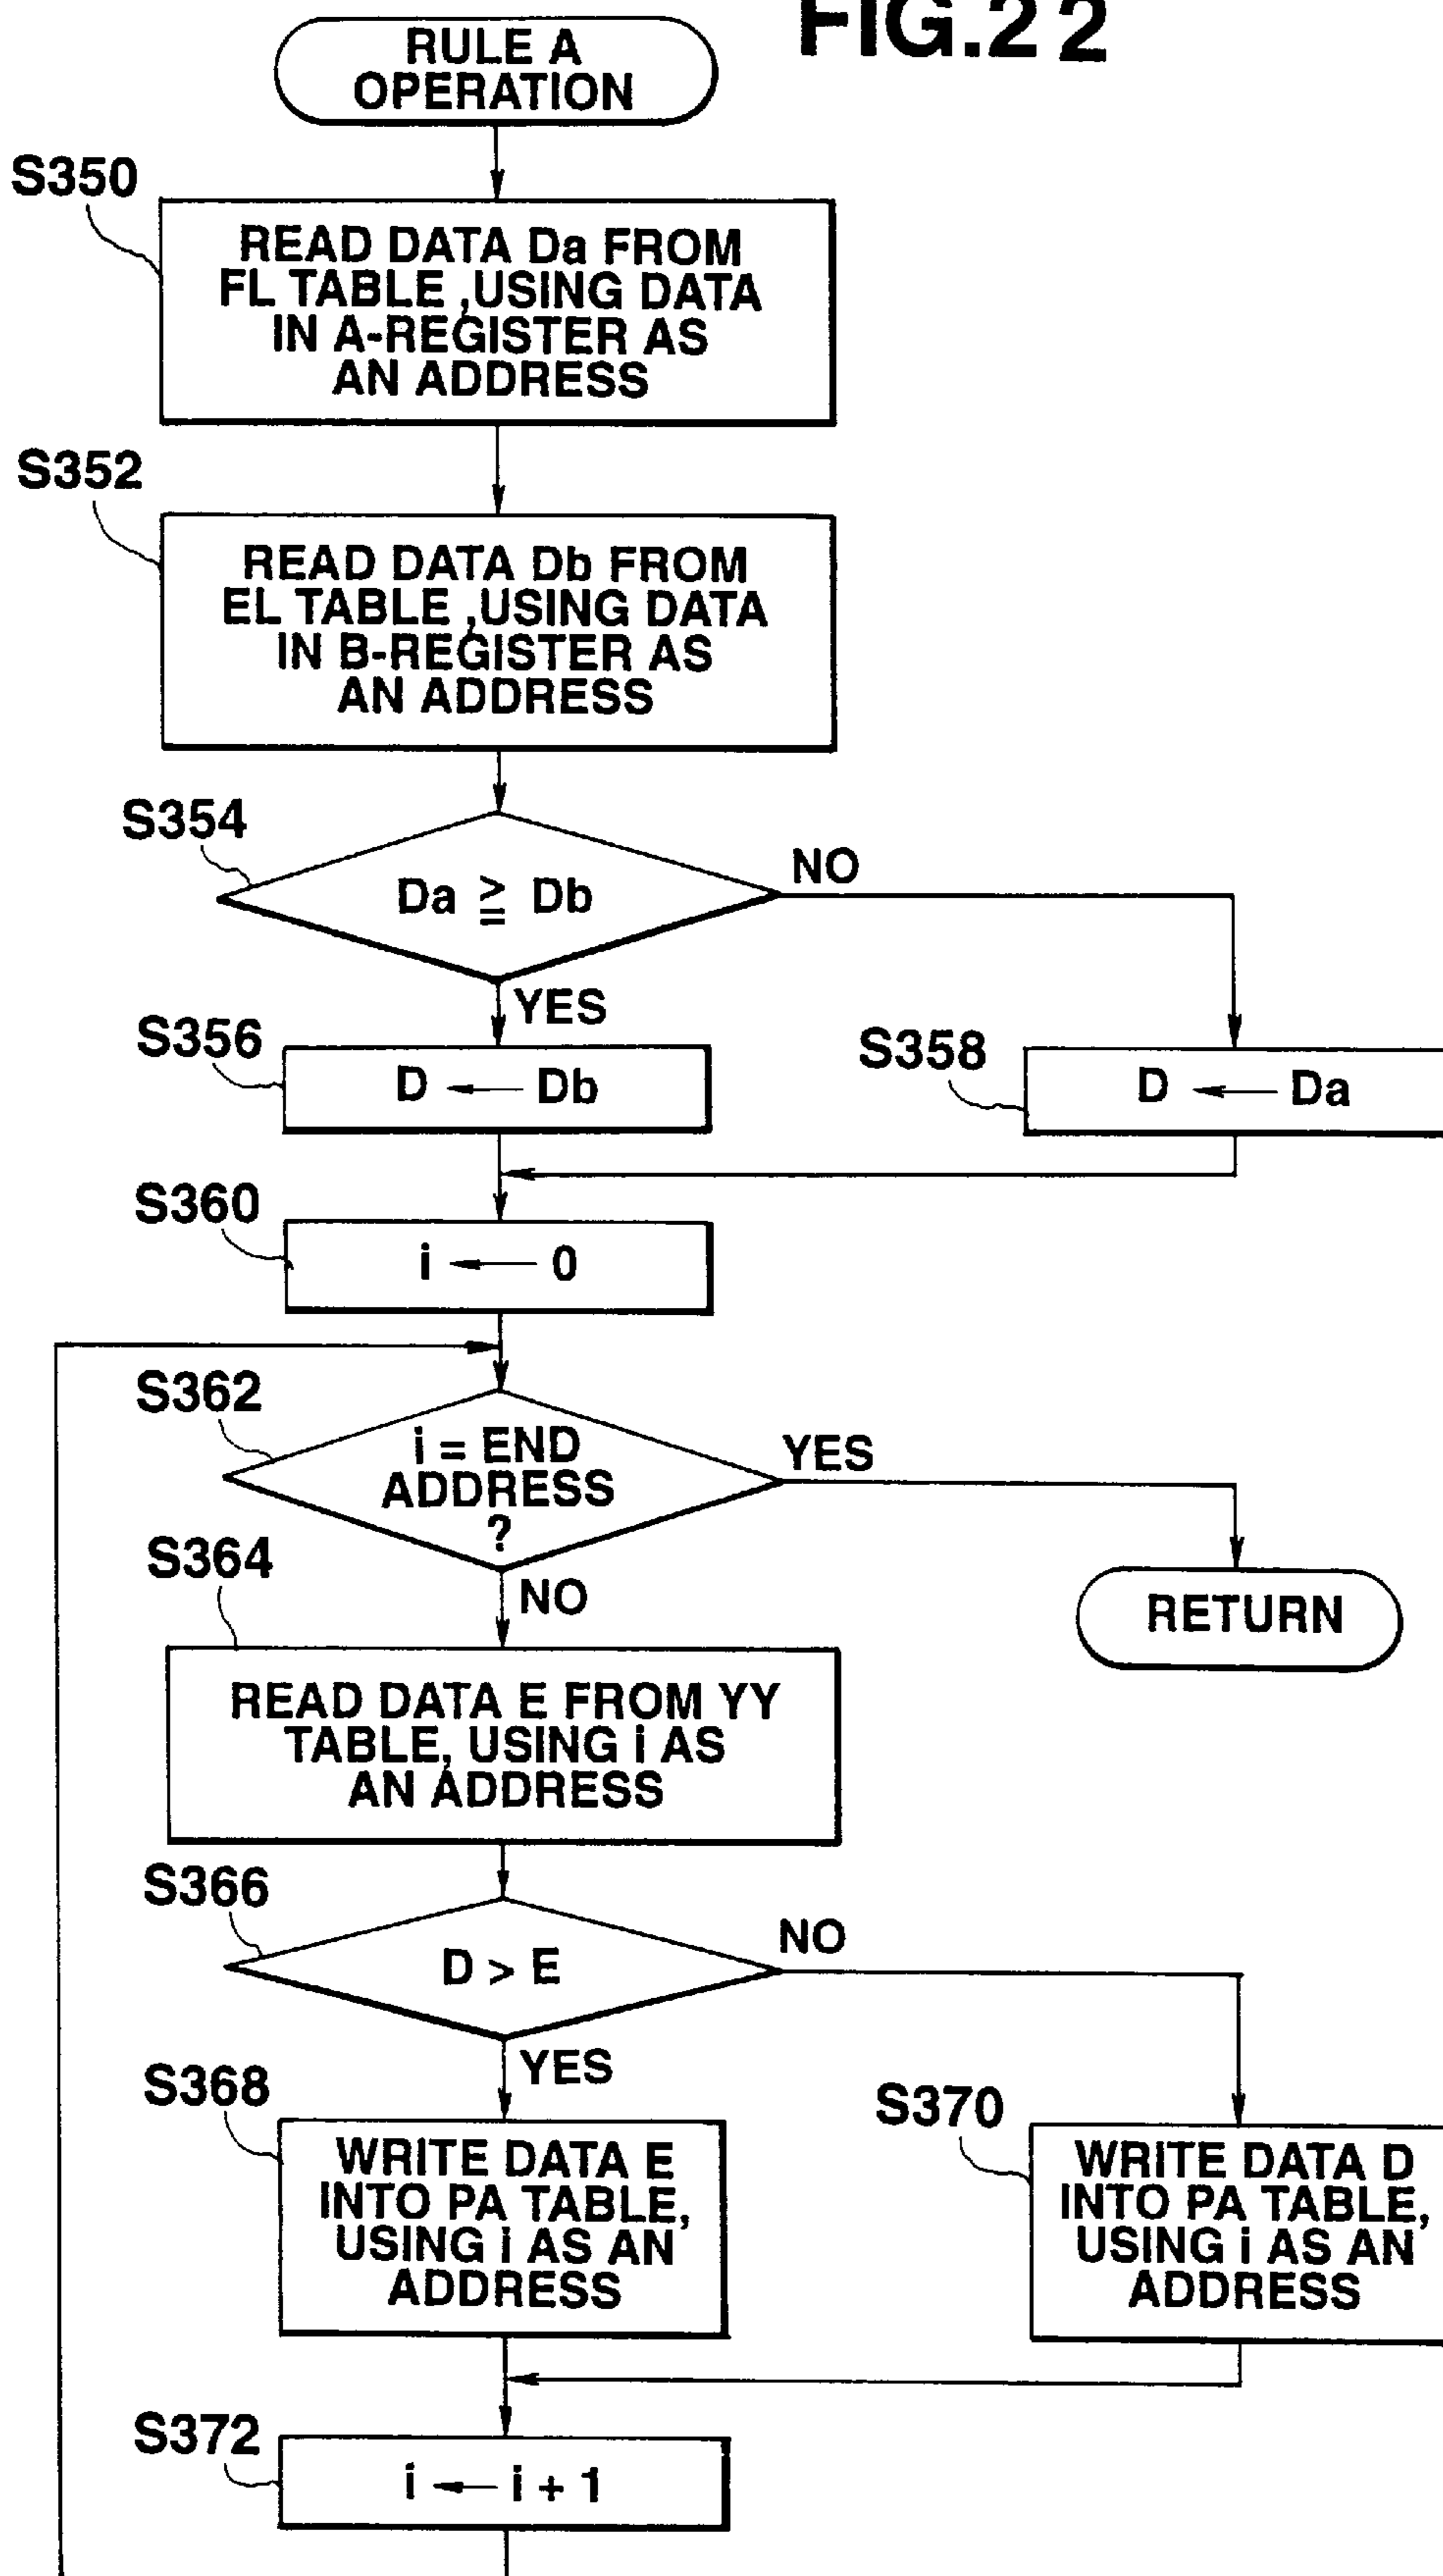 FIG.22
RULE A
OPERATION
S350
READ DATA Da FROM
FL TABLE ,USING DATA
IN A-REGISTER AS
AN ADDRESS
S352
READ DATA Db FROM
EL TABLE ,USING DATA
IN B-REGISTER AS
AN ADDRESS
S354
Da ≧ Db
NO
YES
S356
D ← Db
S358
D ← Da
S360
i ← 0
S362
i = END
ADDRESS
?
YES
NO
RETURN
S364
READ DATA E FROM YY
TABLE, USING i AS
AN ADDRESS
S366
D > E
NO
YES
S368
WRITE DATA E
INTO PA TABLE,
USING i AS AN
ADDRESS
S370
WRITE DATA D
INTO PA TABLE,
USING i AS AN
ADDRESS
S372
i ← i + 1